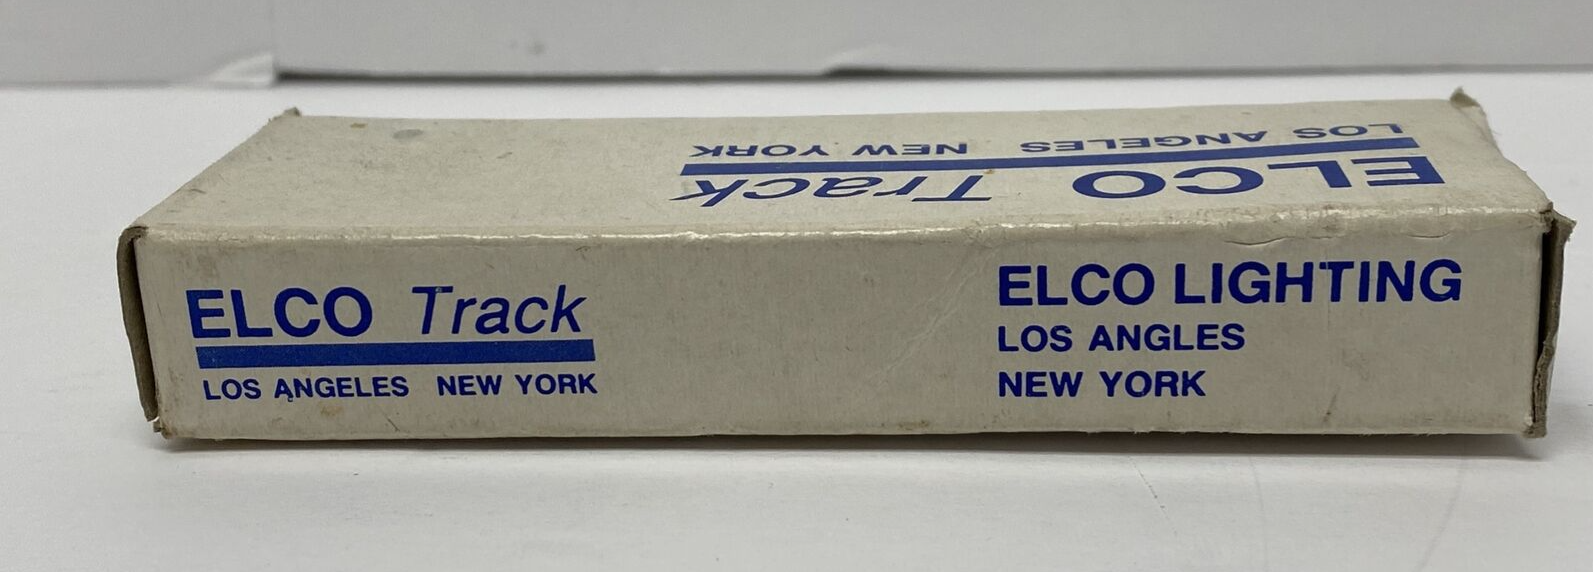 LOS ANGELES NEW YORK
ELCO Track
ELCO Track
LOS ANGELES NEW YORK
ELCO LIGHTING
LOS ANGLES
NEW YORK